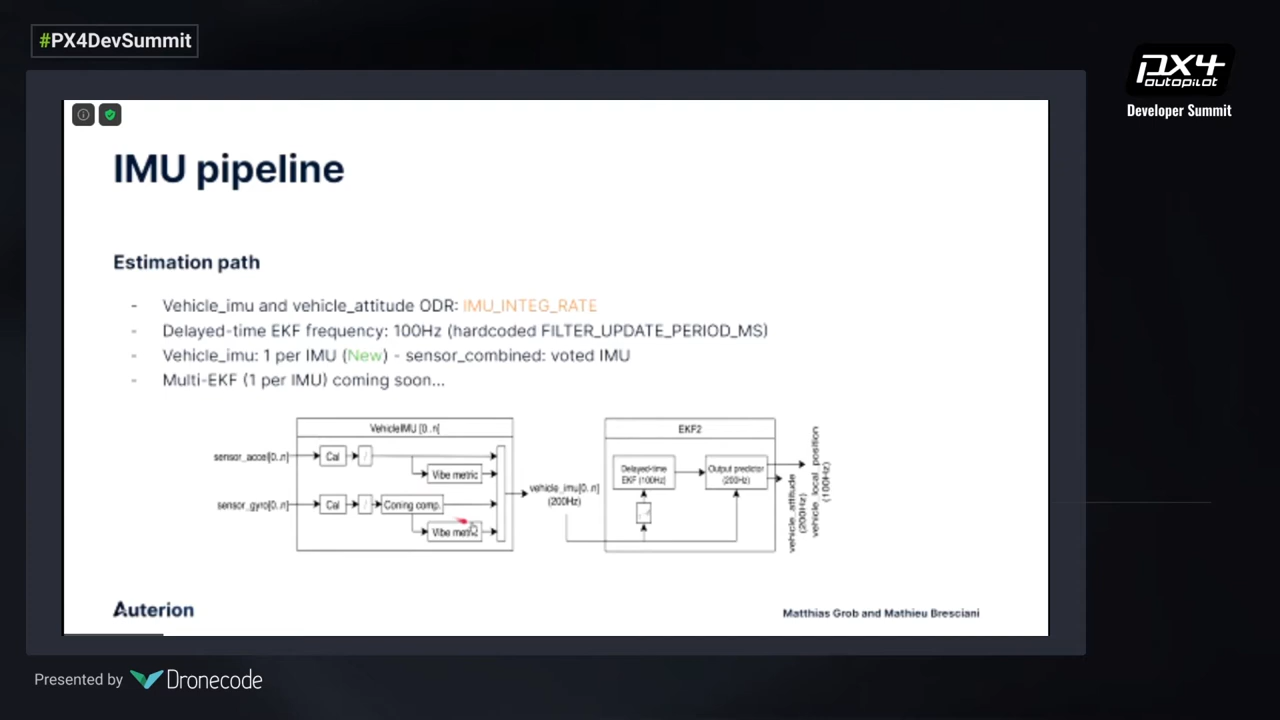 #PX4DevSummit
px4
autopilot
Developer Summit
IMU pipeline
Estimation path
- Vehicle_imu and vehicle_attitude ODR: IMU_INTEG_RATE
- Delayed-time EKF frequency: 100Hz (hardcoded FILTER_UPDATE_PERIOD_MS)
- Vehicle_imu: 1 per IMU (New) - sensor_combined: voted IMU
- Multi-EKF (1 per IMU) coming soon...
VehicleIMU [0..n[
sensor_accel[0..n]
Cal
Vibe metric
sensor_gyro[0..n]
Cal
Coning comp.
Vibe metric
vehicle_imu[0..n]
(200Hz)
EKF2
Delayed-time
EKF (100Hz)
Output predictor
(200Hz)
vehicle_attitude
(200Hz)
vehicle_local_position
(100Hz)
Auterion
Matthias Grob and Mathieu Bresciani
Presented by Dronecode